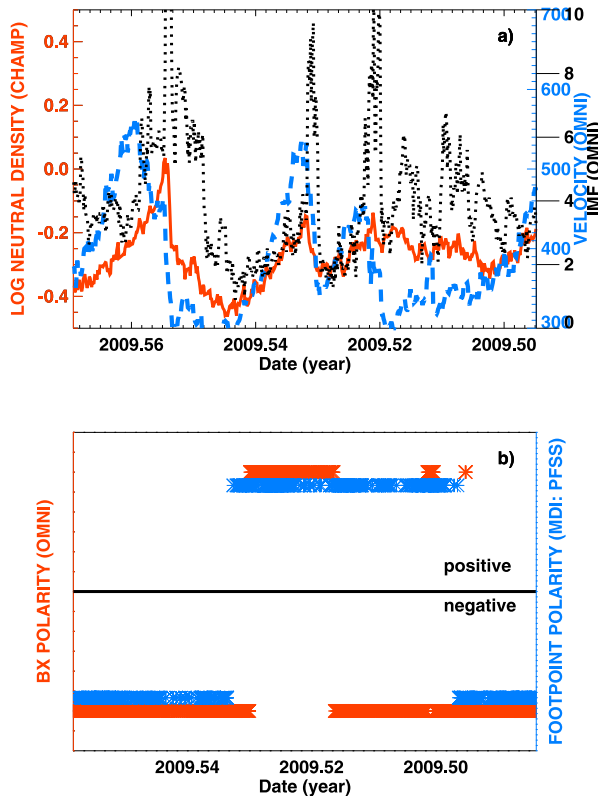 0.4
0.2
0.0
-0.2
-0.4
LOG NEUTRAL DENSITY (CHAMP)
a)
700
600
500
400
300
VELOCITY (OMNI)
10
8
6
4
2
0
IMF (OMNI)
2009.56
2009.54
2009.52
2009.50
Date (year)
b)
BX POLARITY (OMNI)
positive
negative
FOOTPOINT POLARITY (MDI: PFSS)
2009.54
2009.52
2009.50
Date (year)